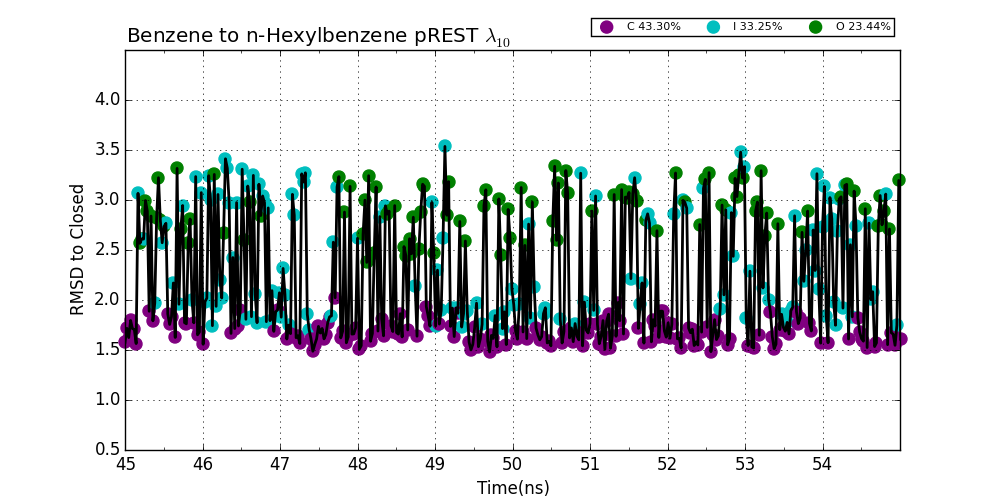 Benzene to n-Hexylbenzene pREST λ10
C 43.30% I 33.25% O 23.44%
RMSD to Closed
4.0
3.5
3.0
2.5
2.0
1.5
1.0
0.5
45 46 47 48 49 50 51 52 53 54
Time(ns)